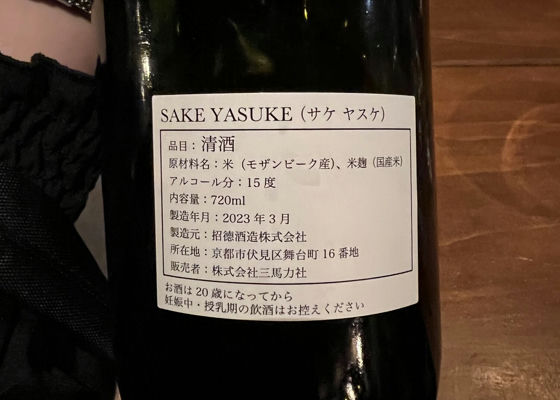 SAKE YASUKE（サケ ヤスケ）
品目：清酒
原材料名：米（モザンビーク産）、米麹（国産米）
アルコール分：15度
内容量：720ml
製造年月：2023年3月
製造元：招德酒造株式会社
所在地：京都市伏見区舞台町16番地
販売者：株式会社三馬力社
お酒は20歳になってから
妊娠中・授乳期の飲酒はお控えください